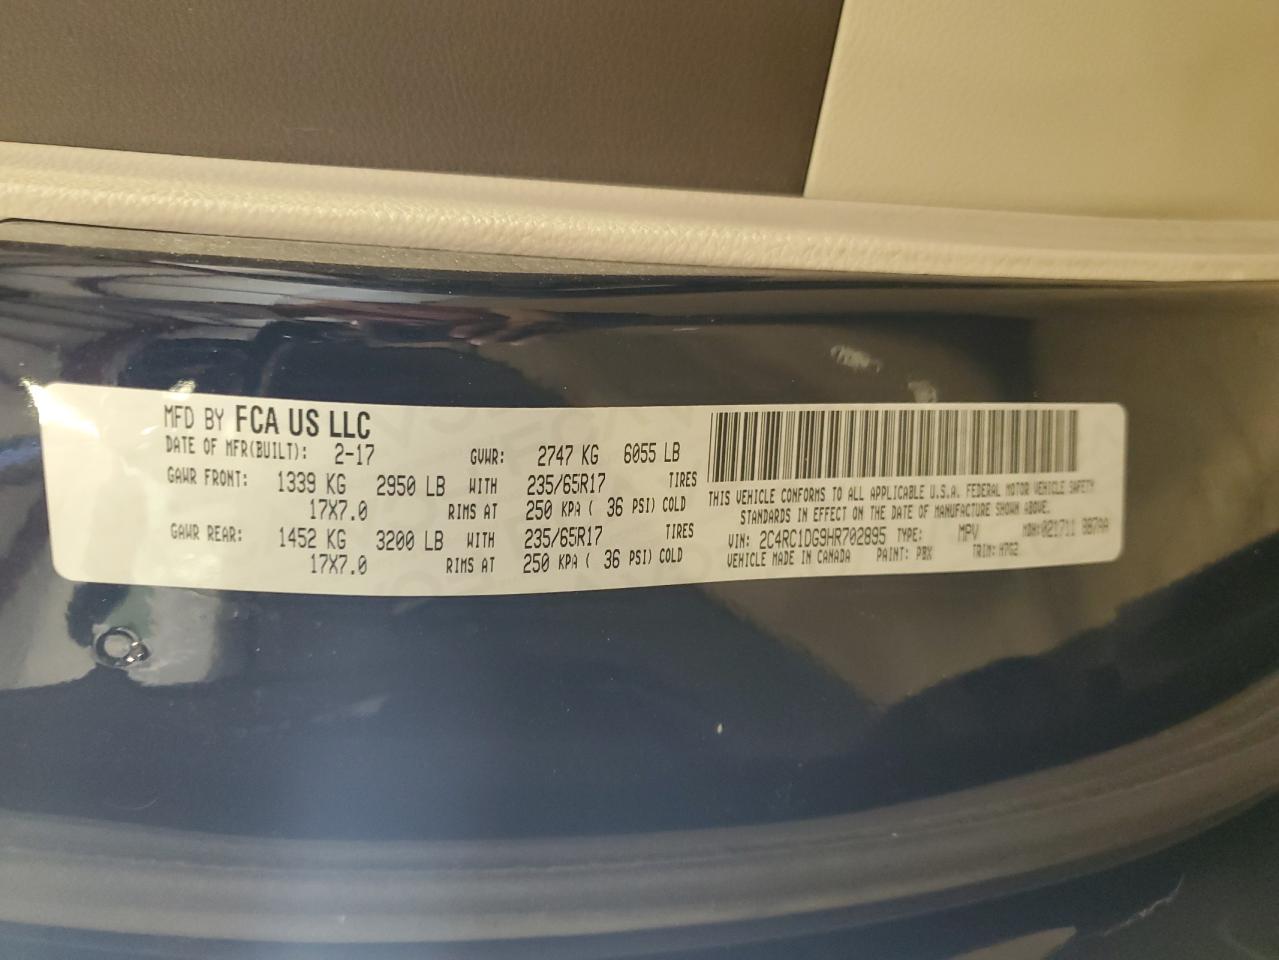 MFD BY FCA US LLC
DATE OF MFR(BUILT): 2-17 GVWR: 2747 KG 6055 LB
GAWR FRONT: 1339 KG 2950 LB WITH 235/65R17 TIRES
17X7.0 RIMS AT 250 KPA ( 36 PSI) COLD
GAWR REAR: 1452 KG 3200 LB WITH 235/65R17 TIRES
17X7.0 RIMS AT 250 KPA ( 36 PSI) COLD
THIS VEHICLE CONFORMS TO ALL APPLICABLE U.S.A. FEDERAL MOTOR VEHICLE SAFETY
STANDARDS IN EFFECT ON THE DATE OF MANUFACTURE SHOWN ABOVE.
VIN: 2C4RC1DG9HR702895 TYPE: MPV MDH:021711
VEHICLE MADE IN CANADA PAINT: PBX TRIM: